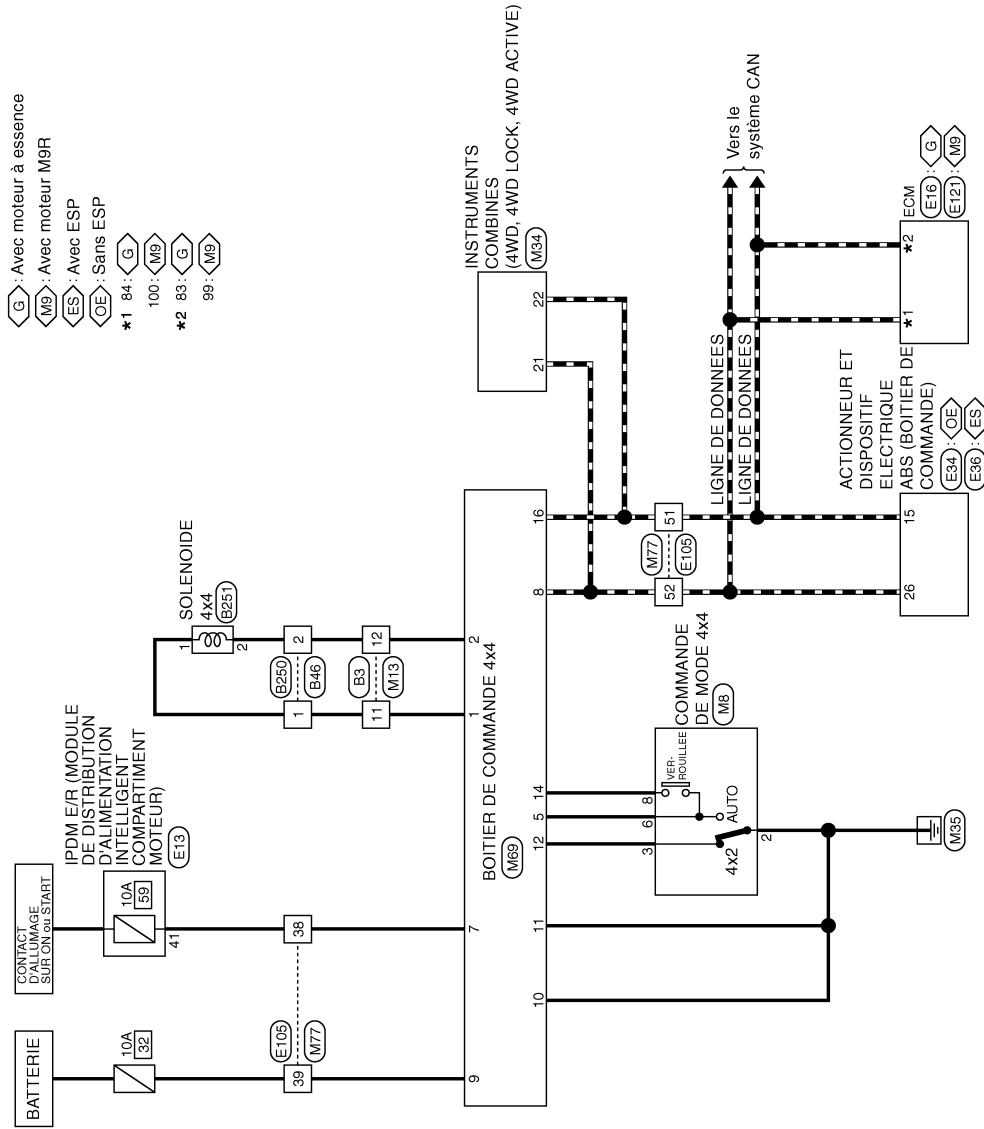 G : Avec moteur à essence
M9 : Avec moteur M9R
ES : Avec ESP
OE : Sans ESP
*1 84 : G
100 : M9
*2 83 : G
99 : M9
BATTERIE
10A
32
39
E105
M77
9
CONTACT
D'ALLUMAGE
SUR ON ou START
10A
59
41
IPDM E/R (MODULE
DE DISTRIBUTION
D'ALIMENTATION
INTELLIGENT
COMPARTIMENT
MOTEUR)
E13
38
7
SOLENOIDE
4x4
B251
1
2
1
B250
B46
2
11
B3
M13
12
1
2
BOITIER DE COMMANDE 4x4
M69
10
11
12
5
14
8
16
3
6
8
VER-
ROUILLEE
AUTO
4x2
2
COMMANDE
DE MODE 4x4
M8
M35
INSTRUMENTS
COMBINES
(4WD, 4WD LOCK, 4WD ACTIVE)
M34
21
22
52
M77
E105
51
LIGNE DE DONNEES
LIGNE DE DONNEES
Vers le
système CAN
26
15
ACTIONNEUR ET
DISPOSITIF
ELECTRIQUE
ABS (BOITIER DE
COMMANDE)
E34 : OE
E36 : ES
*1
*2
ECM
E16 : G
E121 : M9